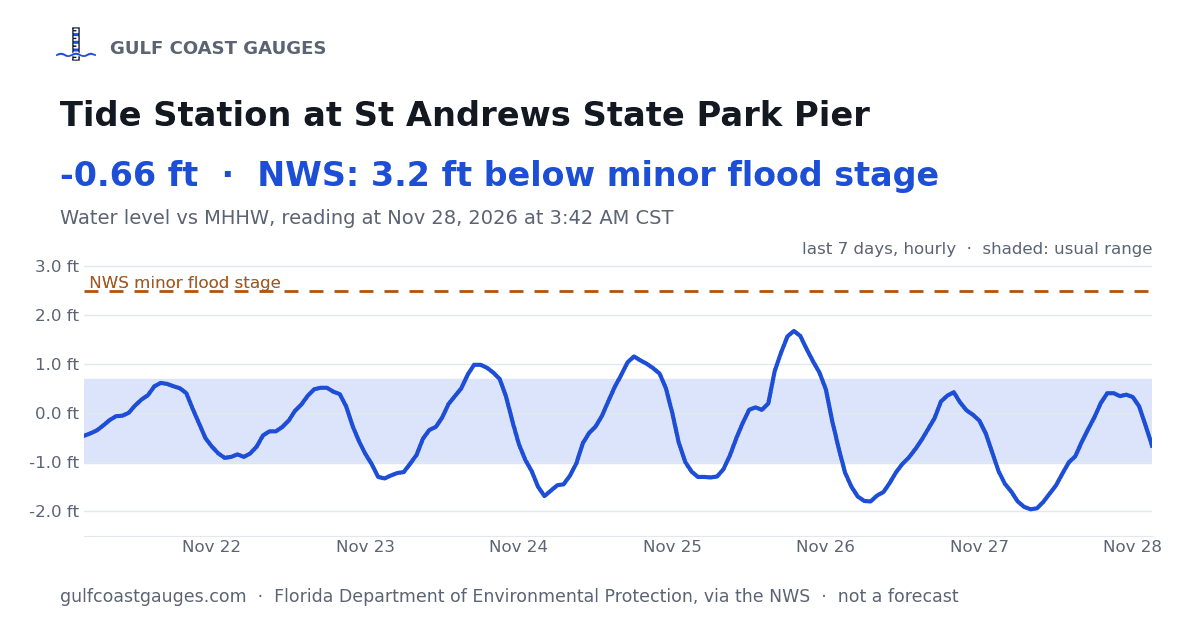 GULF COAST GAUGES
Tide Station at St Andrews State Park Pier
-0.66 ft · NWS: 3.2 ft below minor flood stage
Water level vs MHHW, reading at Nov 28, 2026 at 3:42 AM CST
last 7 days, hourly · shaded: usual range
3.0 ft
NWS minor flood stage
2.0 ft
1.0 ft
0.0 ft
-1.0 ft
-2.0 ft
Nov 22 Nov 23 Nov 24 Nov 25 Nov 26 Nov 27 Nov 28
gulfcoastgauges.com · Florida Department of Environmental Protection, via the NWS · not a forecast